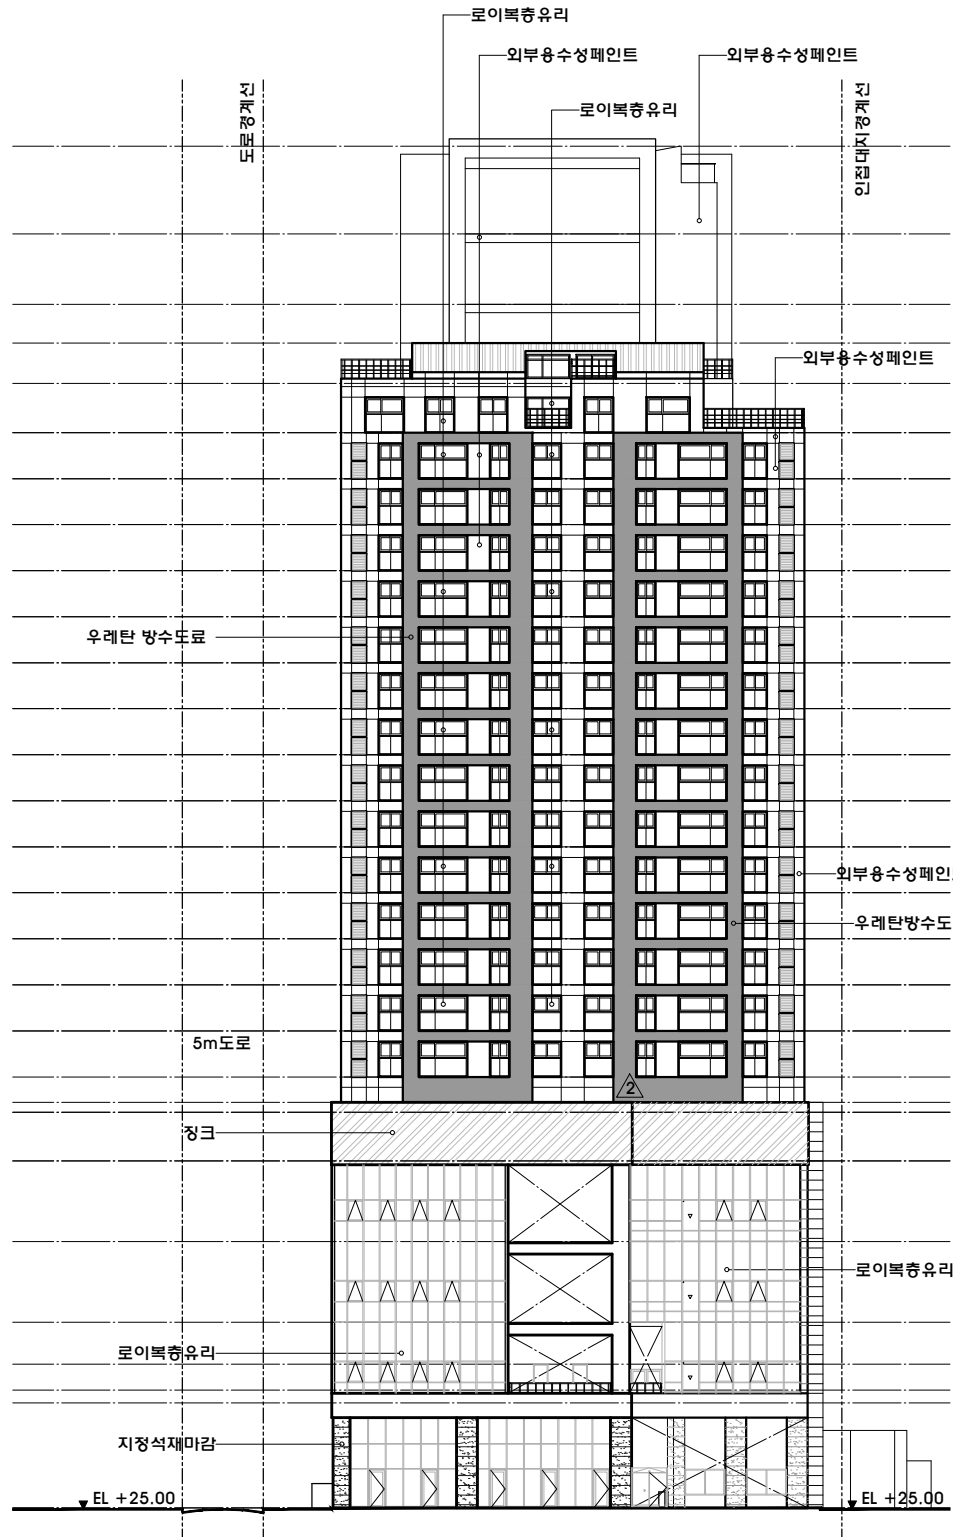 로이복층유리
외부용수성페인트
외부용수성페인트
로이복층유리
도로경계선
인접대지경계선
외부용수성페인트
우레탄 방수도료
외부용수성페인
우레탄방수도
5m도로
2
징크
로이복층유리
로이복층유리
지정석재마감
EL +25.00
EL +25.00